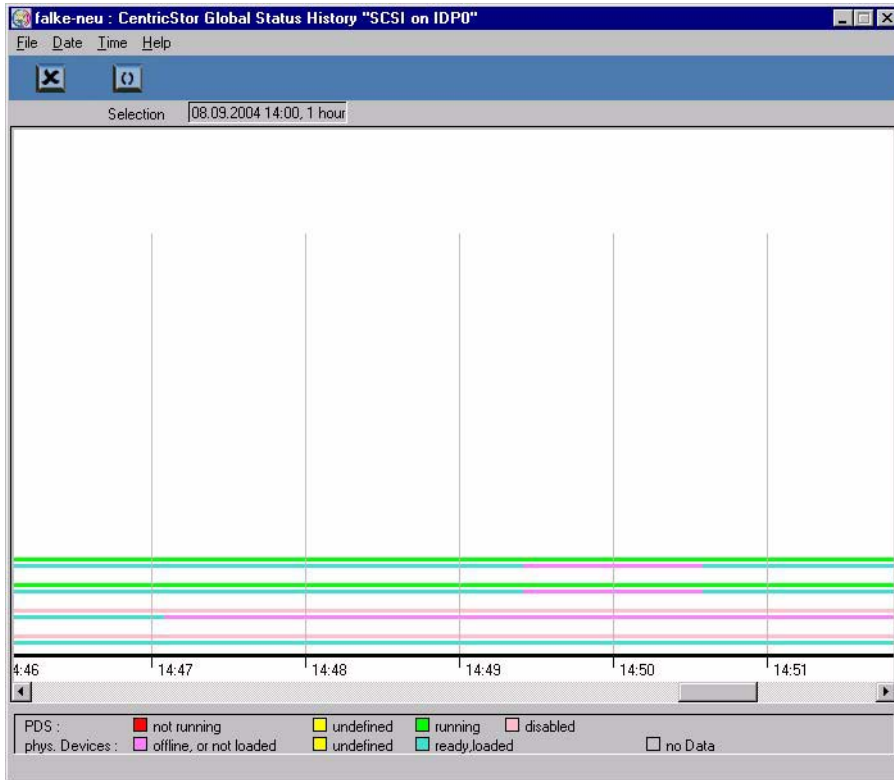 falke-neu : CentricStor Global Status History "SCSI on IDP0"
File Date Time Help
Selection 08.09.2004 14:00, 1 hour
4:46 14:47 14:48 14:49 14:50 14:51
PDS : not running undefined running disabled
phys. Devices : offline, or not loaded undefined ready,loaded no Data